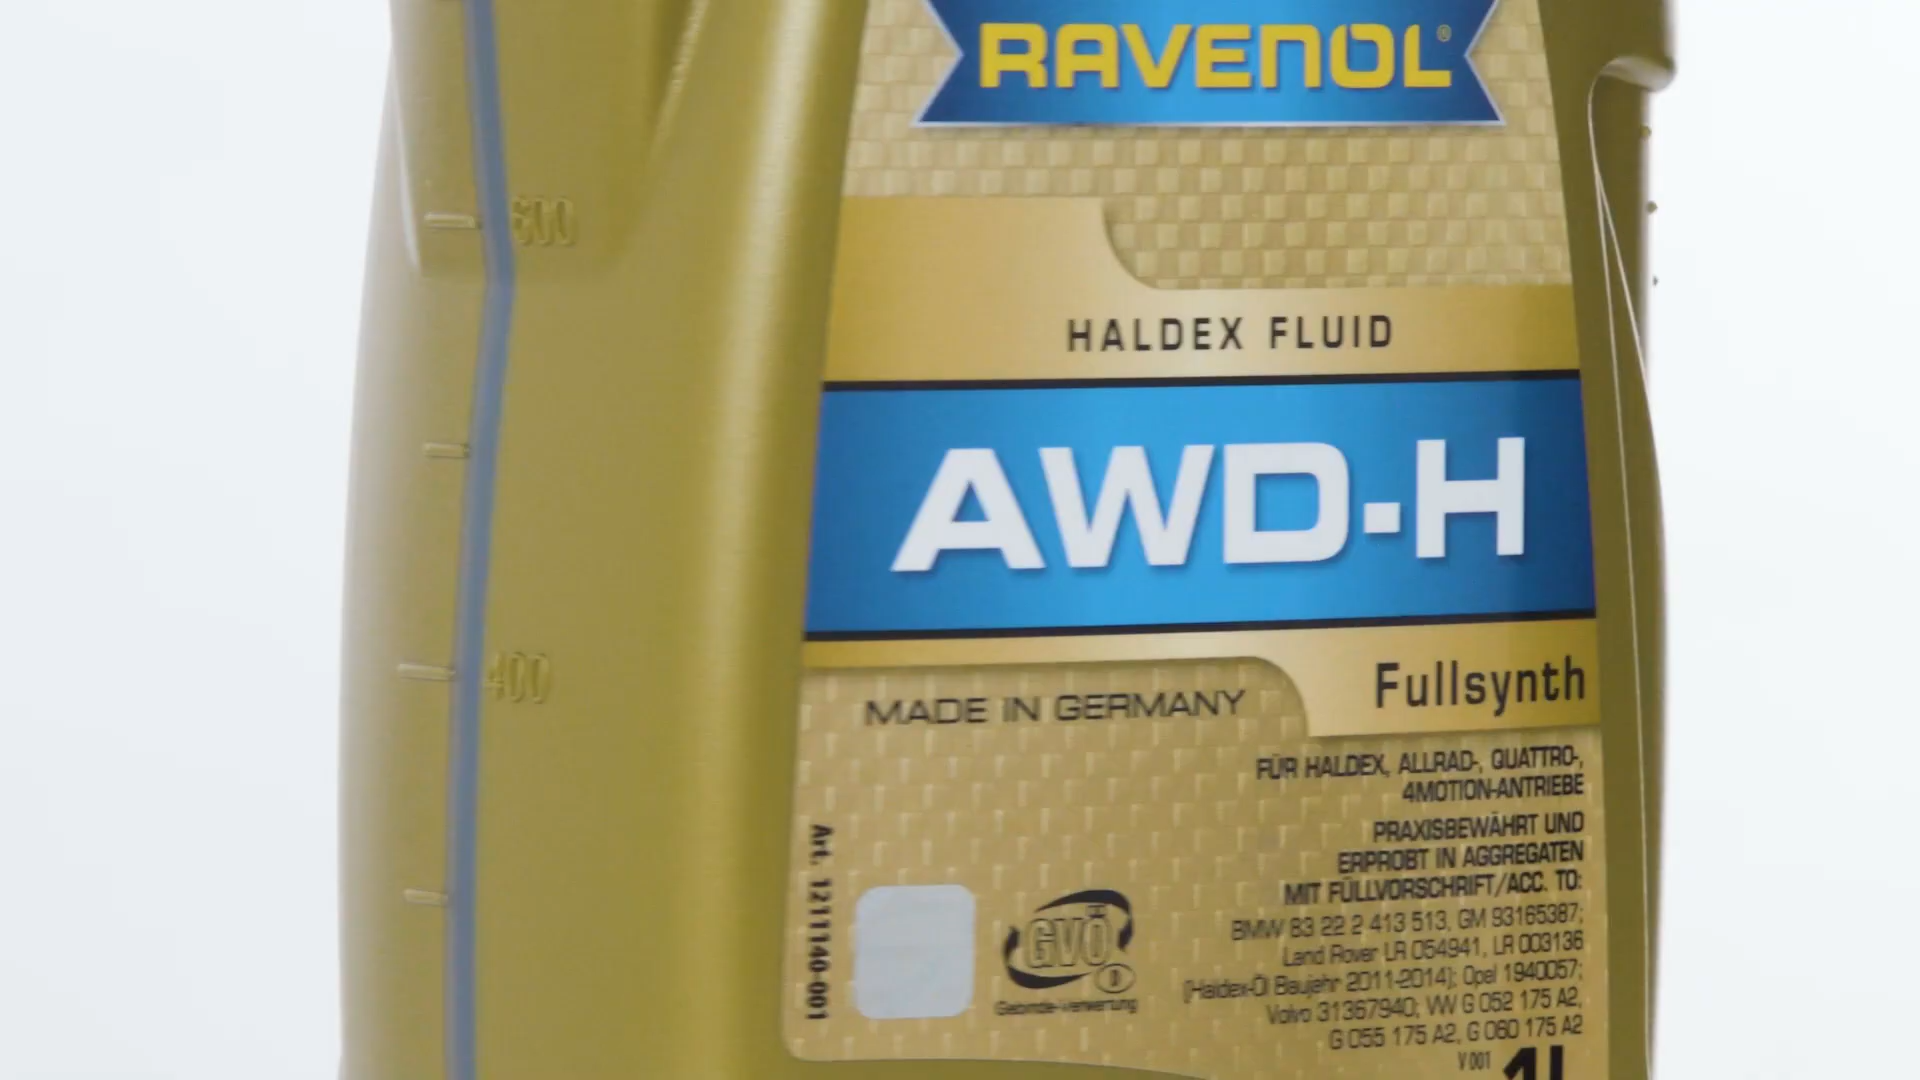 RAVENOL®
600
HALDEX FLUID
AWD-H
400
Fullsynth
MADE IN GERMANY
FÜR HALDEX, ALLRAD-, QUATTRO-,
4MOTION-ANTRIEBE
PRAXISBEWÄHRT UND
ERPROBT IN AGGREGATEN
MIT FÜLLVORSCHRIFT/ACC. TO:
BMW 83 22 2 413 513, GM 93165387;
Land Rover LR 054941, LR 003136
(Haldex-Öl Baujahr 2011-2014); Opel 1940057;
Volvo 31367940; VW G 052 175 A2,
G 055 175 A2, G 060 175 A2
Art. 1211140-001
GVÖ
D
Gebinde-Verwertung
V 001
1L